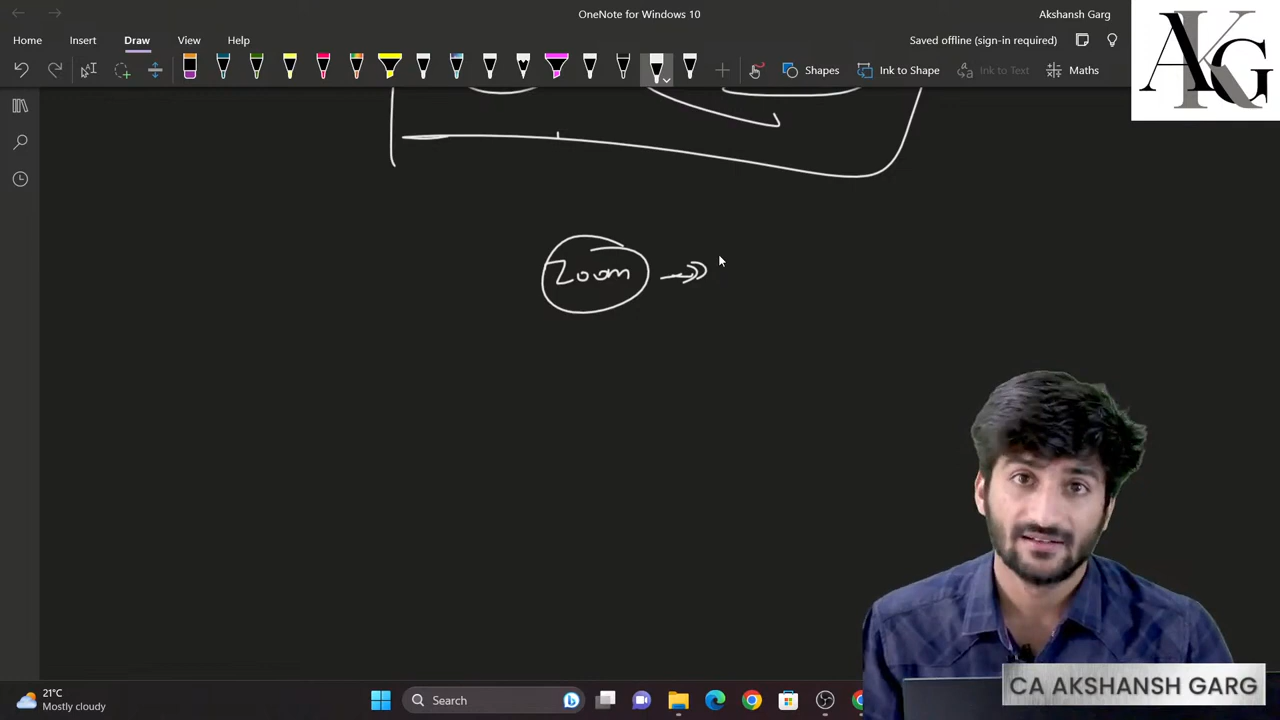 OneNote for Windows 10
Akshansh Garg
Home Insert Draw View Help
Saved offline (sign-in required)
Shapes Ink to Shape Ink to Text Maths
AKG
Zoom
CA AKSHANSH GARG
21°C
Mostly cloudy
Search